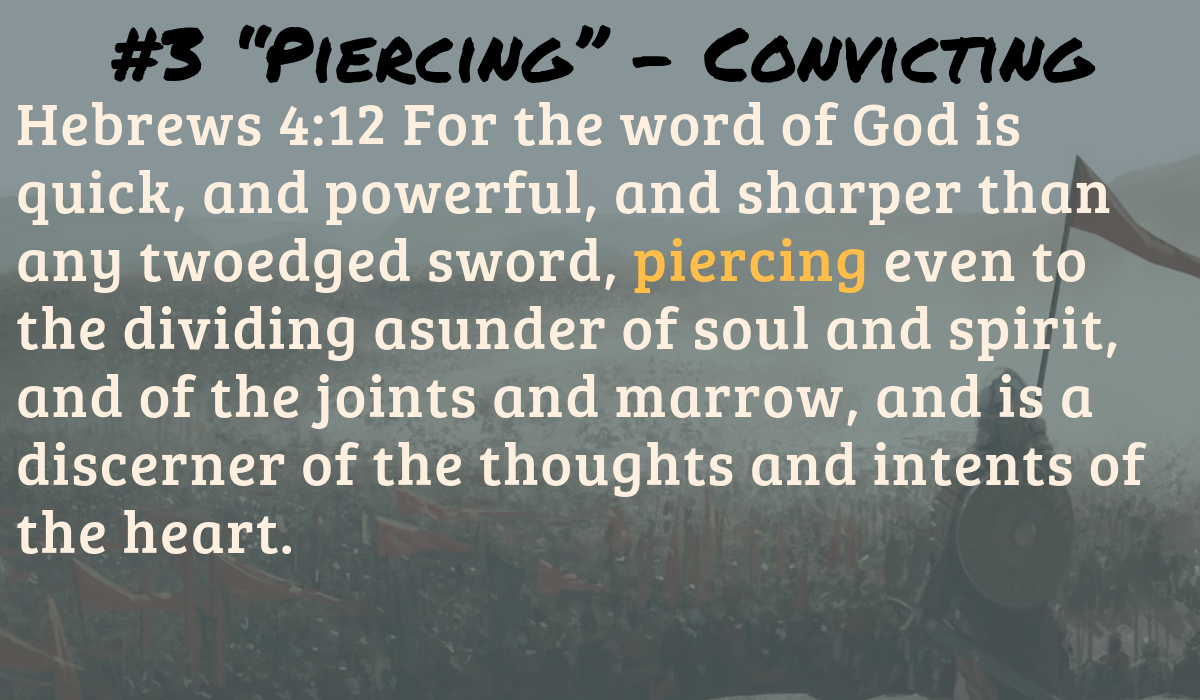 #3 “Piercing” – Convicting
Hebrews 4:12 For the word of God is
quick, and powerful, and sharper than
any twoedged sword, piercing even to
the dividing asunder of soul and spirit,
and of the joints and marrow, and is a
discerner of the thoughts and intents of
the heart.